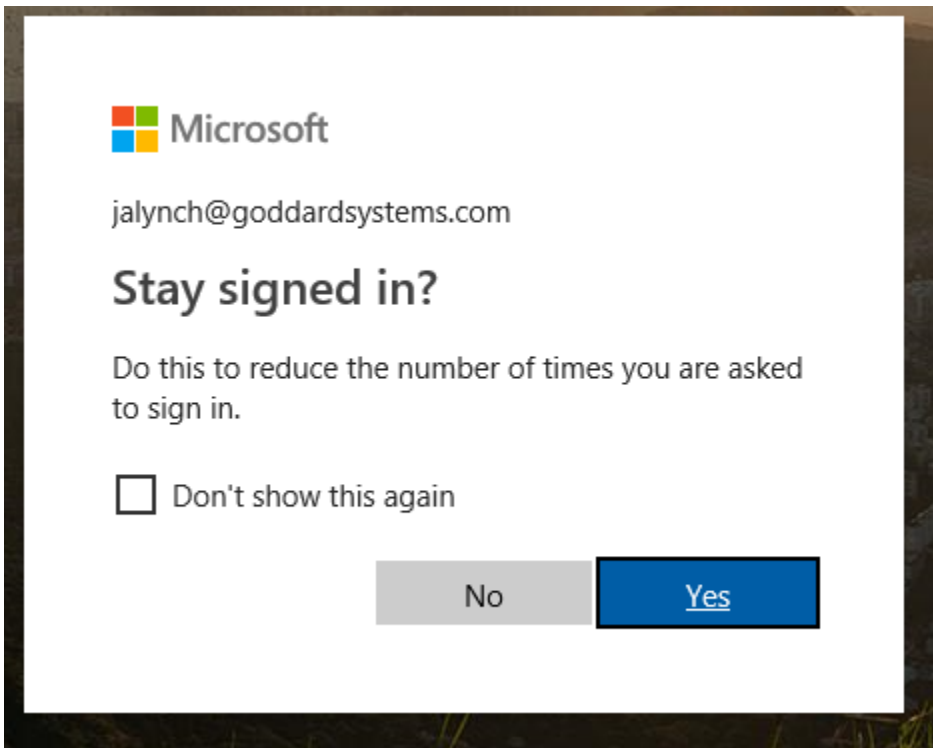 Microsoft
jalynch@goddardsystems.com
Stay signed in?
Do this to reduce the number of times you are asked
to sign in.
Don't show this again
No
Yes